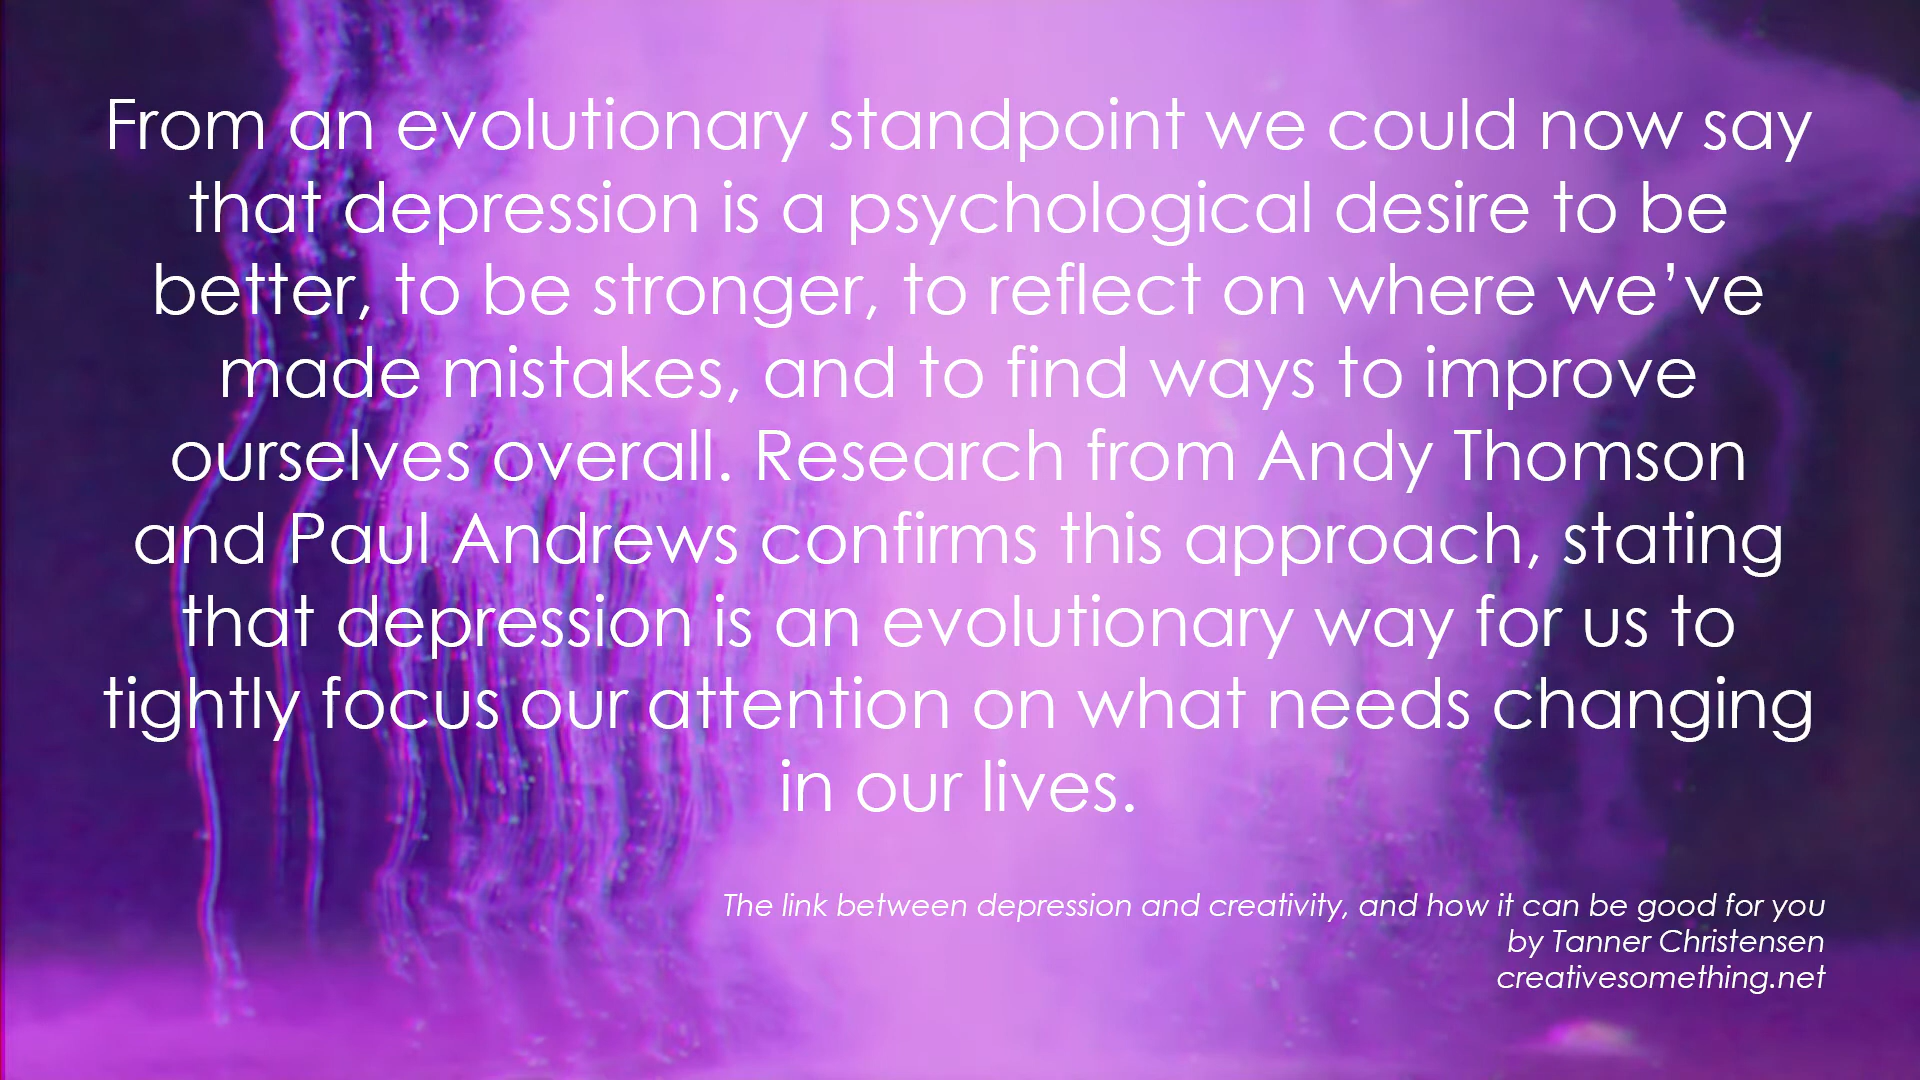 From an evolutionary standpoint we could now say
that depression is a psychological desire to be
better, to be stronger, to reflect on where we’ve
made mistakes, and to find ways to improve
ourselves overall. Research from Andy Thomson
and Paul Andrews confirms this approach, stating
that depression is an evolutionary way for us to
tightly focus our attention on what needs changing
in our lives.
The link between depression and creativity, and how it can be good for you
by Tanner Christensen
creativesomething.net